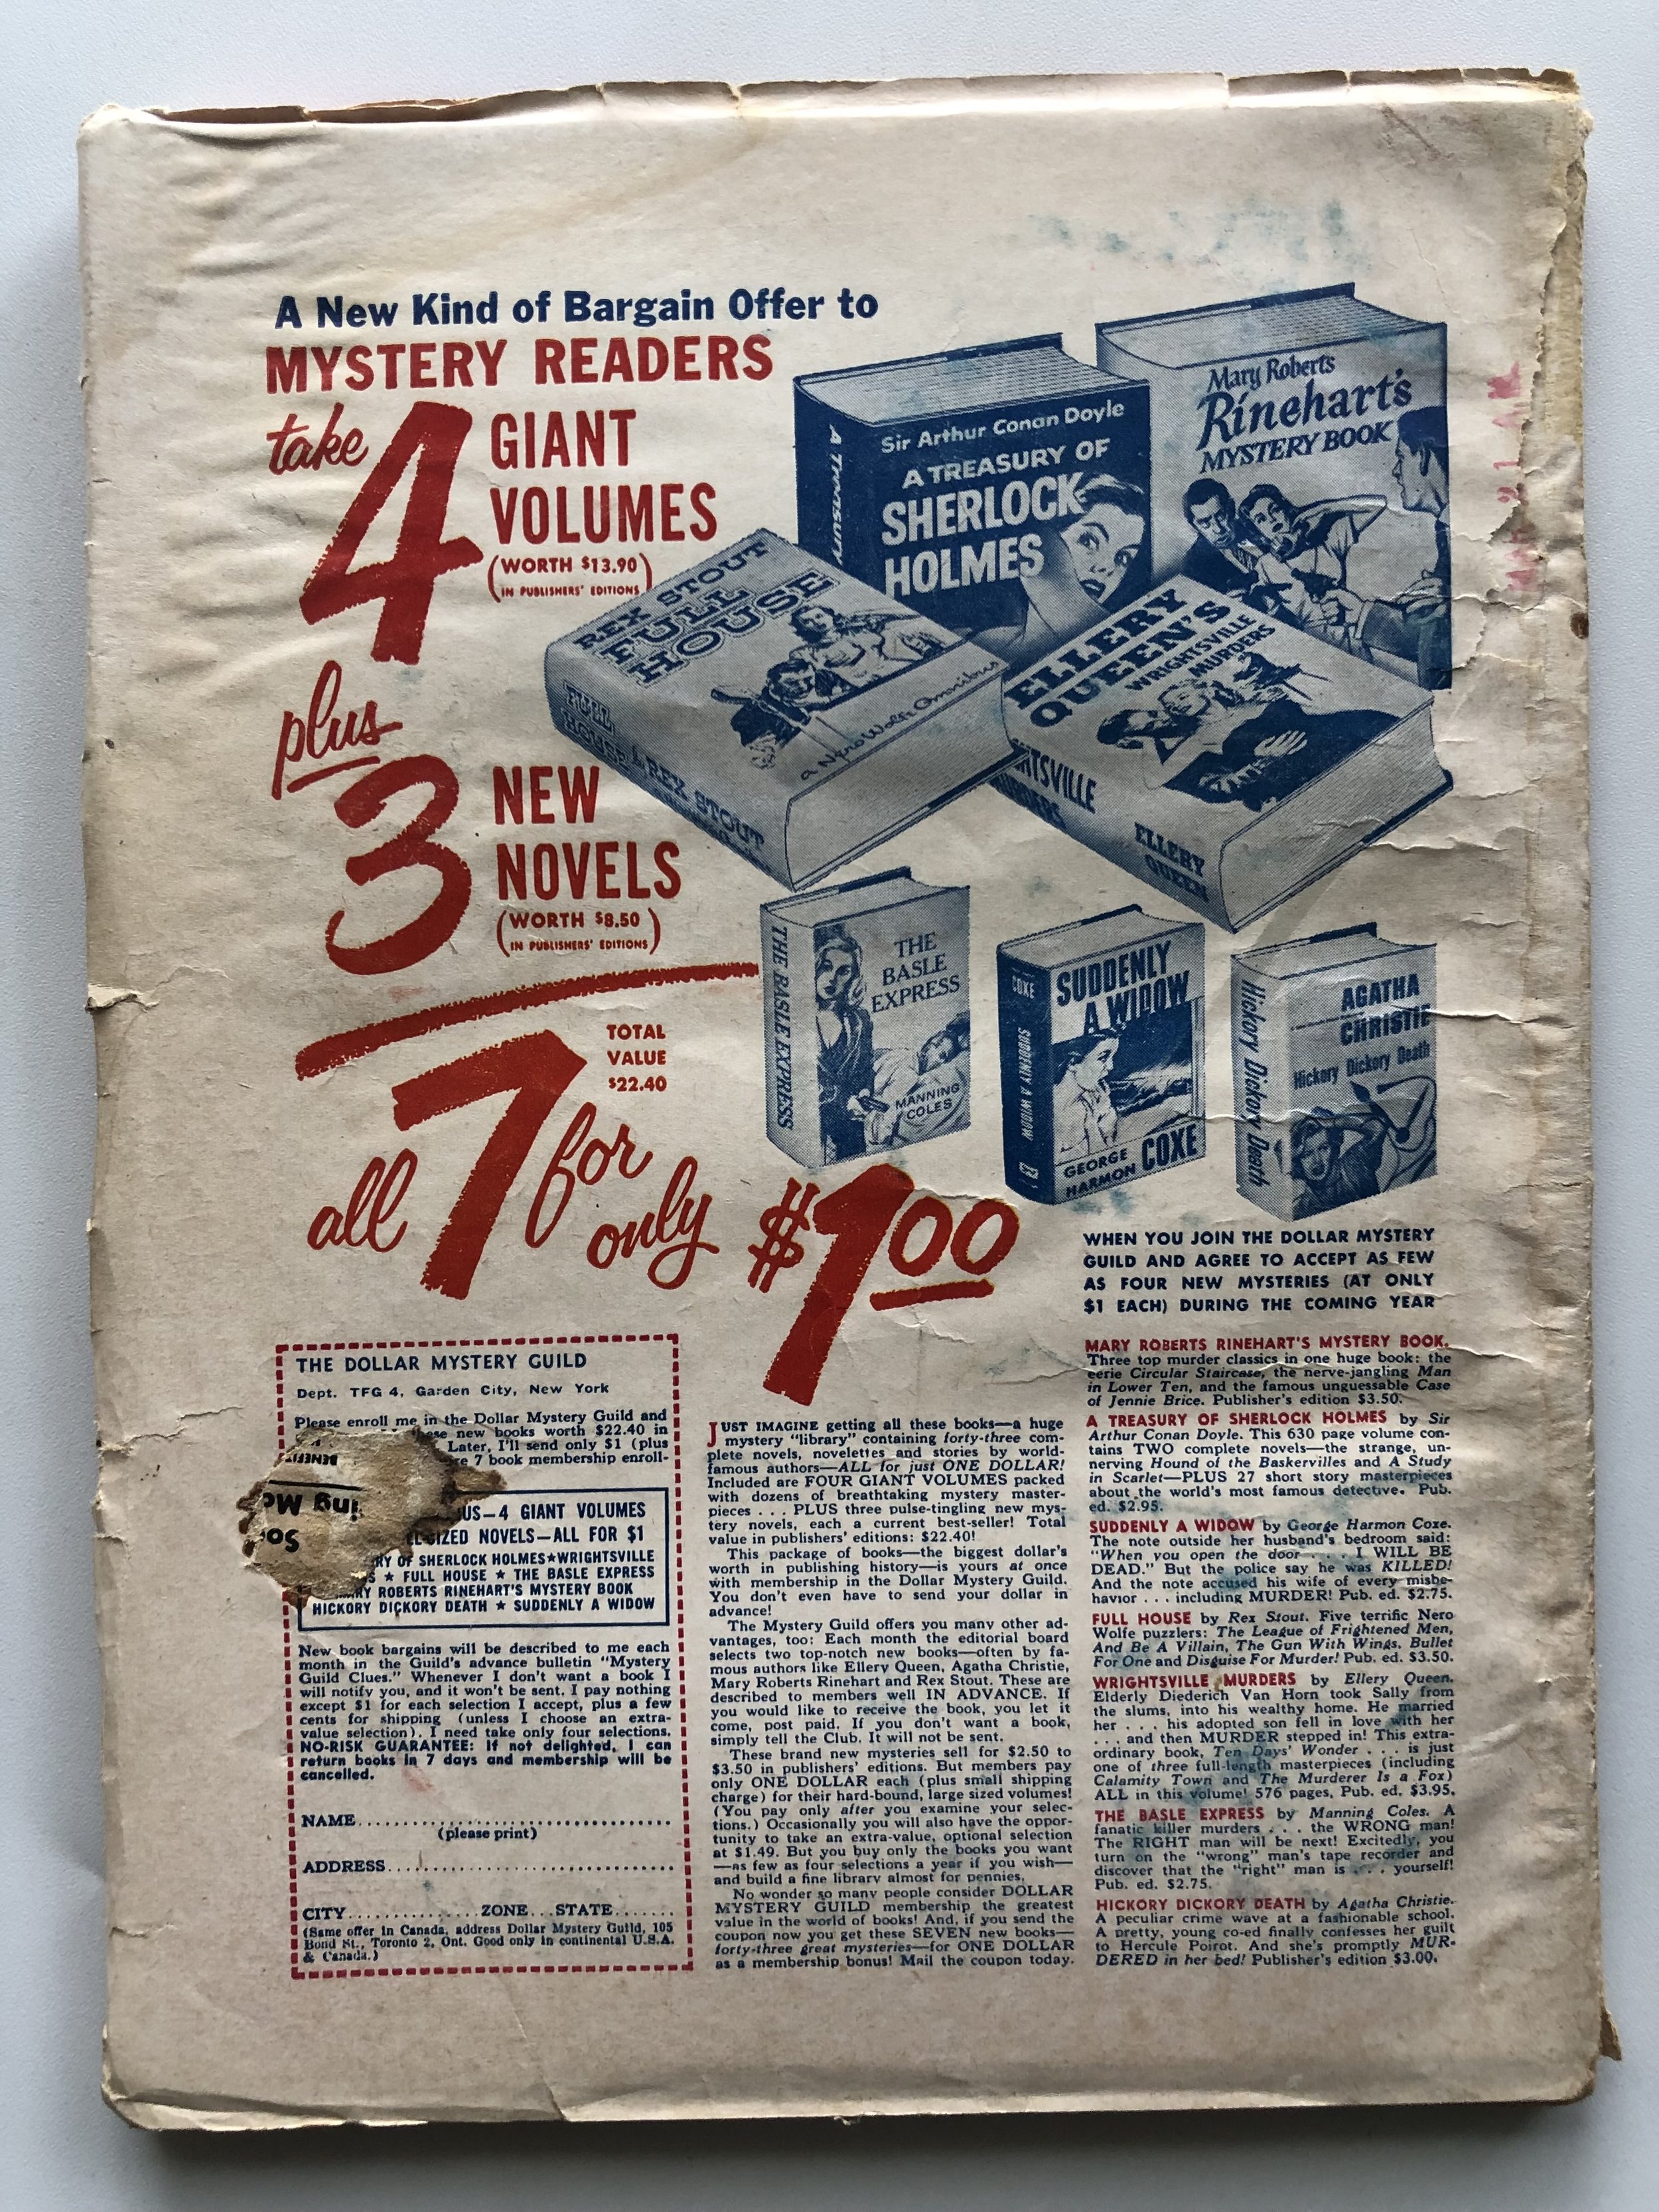 A New Kind of Bargain Offer to
MYSTERY READERS
take 4 GIANT
VOLUMES
(WORTH $13.90
IN PUBLISHERS' EDITIONS)
plus
3 NEW
NOVELS
(WORTH $8.50
IN PUBLISHERS' EDITIONS)
TOTAL
VALUE
$22.40
all 7 for
only $1.00
Sir Arthur Conan Doyle
A TREASURY OF
SHERLOCK
HOLMES
A TREASURY
Mary Roberts
Rinehart's
MYSTERY BOOK
REX STOUT
FULL
HOUSE
a Nero Wolfe Omnibus
FULL
HOUSE by REX STOUT
ELLERY
QUEEN'S
WRIGHTSVILLE
MURDERS
ELLERY
QUEEN
THE
BASLE
EXPRESS
MANNING
COLES
THE BASLE EXPRESS
SUDDENLY
A WIDOW
GEORGE
HARMON COXE
COXE SUDDENLY A WIDOW
AGATHA
CHRISTIE
Hickory Dickory Death
Hickory Dickory Death
WHEN YOU JOIN THE DOLLAR MYSTERY
GUILD AND AGREE TO ACCEPT AS FEW
AS FOUR NEW MYSTERIES (AT ONLY
$1 EACH) DURING THE COMING YEAR
THE DOLLAR MYSTERY GUILD
Dept. TFG 4, Garden City, New York
Please enroll me in the Dollar Mystery Guild and
new books worth $22.40 in
Later, I'll send only $1 (plus
7 book membership enroll-
BENEFITS
ing
4 GIANT VOLUMES
SIZED NOVELS—ALL FOR $1
OF SHERLOCK HOLMES★WRIGHTSVILLE
★ FULL HOUSE ★ THE BASLE EXPRESS
ROBERTS RINEHART'S MYSTERY BOOK
HICKORY DICKORY DEATH ★ SUDDENLY A WIDOW
New book bargains will be described to me each
month in the Guild's advance bulletin "Mystery
Guild Clues." Whenever I don't want a book I
will notify you, and it won't be sent. I pay nothing
except $1 for each selection I accept, plus a few
cents for shipping (unless I choose an extra-
value selection). I need take only four selections.
NO-RISK GUARANTEE: If not delighted, I can
return books in 7 days and membership will be
cancelled.
NAME
(please print)
ADDRESS
CITY ZONE STATE
(Same offer in Canada, address Dollar Mystery Guild, 105
Bond St., Toronto 2, Ont. Good only in continental U.S.A.
& Canada.)
JUST IMAGINE getting all these books—a huge
mystery "library" containing forty-three com-
plete novels, novelettes and stories by world-
famous authors—ALL for just ONE DOLLAR!
Included are FOUR GIANT VOLUMES packed
with dozens of breathtaking mystery master-
pieces . . . PLUS three pulse-tingling new mys-
tery novels, each a current best-seller! Total
value in publishers' editions: $22.40!
This package of books—the biggest dollar's
worth in publishing history—is yours at once
with membership in the Dollar Mystery Guild.
You don't even have to send your dollar in
advance!
The Mystery Guild offers you many other ad-
vantages, too: Each month the editorial board
selects two top-notch new books—often by fa-
mous authors like Ellery Queen, Agatha Christie,
Mary Roberts Rinehart and Rex Stout. These are
described to members well IN ADVANCE. If
you would like to receive the book, you let it
come, post paid. If you don't want a book,
simply tell the Club. It will not be sent.
These brand new mysteries sell for $2.50 to
$3.50 in publishers' editions. But members pay
only ONE DOLLAR each (plus small shipping
charge) for their hard-bound, large sized volumes!
(You pay only after you examine your selec-
tions.) Occasionally you will also have the oppor-
tunity to take an extra-value, optional selection
at $1.49. But you buy only the books you want
—as few as four selections a year if you wish—
and build a fine library almost for pennies.
No wonder so many people consider DOLLAR
MYSTERY GUILD membership the greatest
value in the world of books! And, if you send the
coupon now you get these SEVEN new books—
forty-three great mysteries—for ONE DOLLAR
as a membership bonus! Mail the coupon today.
MARY ROBERTS RINEHART'S MYSTERY BOOK.
Three top murder classics in one huge book: the
eerie Circular Staircase, the nerve-jangling Man
in Lower Ten, and the famous unguessable Case
of Jennie Brice. Publisher's edition $3.50.
A TREASURY OF SHERLOCK HOLMES by Sir
Arthur Conan Doyle. This 630 page volume con-
tains TWO complete novels—the strange, un-
nerving Hound of the Baskervilles and A Study
in Scarlet—PLUS 27 short story masterpieces
about the world's most famous detective. Pub.
ed. $2.95.
SUDDENLY A WIDOW by George Harmon Coxe.
The note outside her husband's bedroom said:
"When you open the door . . . I WILL BE
DEAD." But the police say he was KILLED!
And the note accused his wife of every misbe-
havior . . . including MURDER! Pub. ed. $2.75.
FULL HOUSE by Rex Stout. Five terrific Nero
Wolfe puzzlers: The League of Frightened Men,
And Be A Villain, The Gun With Wings, Bullet
For One and Disguise For Murder! Pub. ed. $3.50.
WRIGHTSVILLE MURDERS by Ellery Queen.
Elderly Diederich Van Horn took Sally from
the slums, into his wealthy home. He married
her . . . his adopted son fell in love with her
. . . and then MURDER stepped in! This extra-
ordinary book, Ten Days' Wonder . . . is just
one of three full-length masterpieces (including
Calamity Town and The Murderer Is a Fox)
ALL in this volume! 576 pages, Pub. ed. $3.95.
THE BASLE EXPRESS by Manning Coles. A
fanatic killer murders . . . the WRONG man!
The RIGHT man will be next! Excitedly, you
turn on the "wrong" man's tape recorder and
discover that the "right" man is . . . yourself!
Pub. ed. $2.75.
HICKORY DICKORY DEATH by Agatha Christie.
A peculiar crime wave at a fashionable school.
A pretty, young co-ed finally confesses her guilt
to Hercule Poirot. And she's promptly MUR-
DERED in her bed! Publisher's edition $3.00.